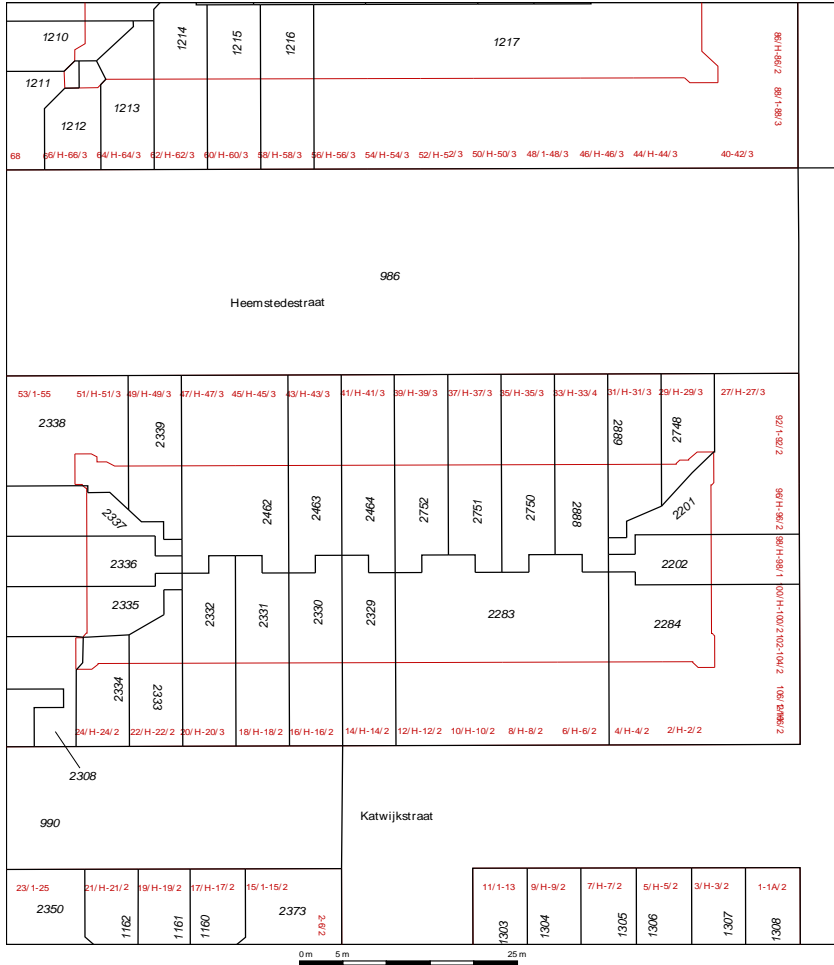 1210
1214
1215
1216
1217
86/H-86/2
88/1-88/3
1211
1213
1212
68
66/H-66/3
64/H-64/3
62/H-62/3
60/H-60/3
58/H-58/3
56/H-56/3
54/H-54/3
52/H-52/3
50/H-50/3
48/1-48/3
46/H-46/3
44/H-44/3
40-42/3
986
Heemstedestraat
53/1-55
51/H-51/3
49/H-49/3
47/H-47/3
45/H-45/3
43/H-43/3
41/H-41/3
39/H-39/3
37/H-37/3
35/H-35/3
33/H-33/4
31/H-31/3
29/H-29/3
27/H-27/3
2338
2339
2889
2748
92/1-92/2
2337
2462
2463
2464
2752
2751
2750
2888
2201
96/H-96/2
2336
2202
98/H-98/1
2335
2332
2331
2330
2329
2283
2284
100/H-100/2
102-104/2
2334
2333
24/H-24/2
22/H-22/2
20/H-20/3
18/H-18/2
16/H-16/2
14/H-14/2
12/H-12/2
10/H-10/2
8/H-8/2
6/H-6/2
4/H-4/2
2/H-2/2
2308
990
Katwijkstraat
23/1-25
21/H-21/2
19/H-19/2
17/H-17/2
15/1-15/2
11/1-13
9/H-9/2
7/H-7/2
5/H-5/2
3/H-3/2
1-1A/2
2350
1162
1161
1160
2373
2-6/2
1303
1304
1305
1306
1307
1308
0 m 5 m 25 m